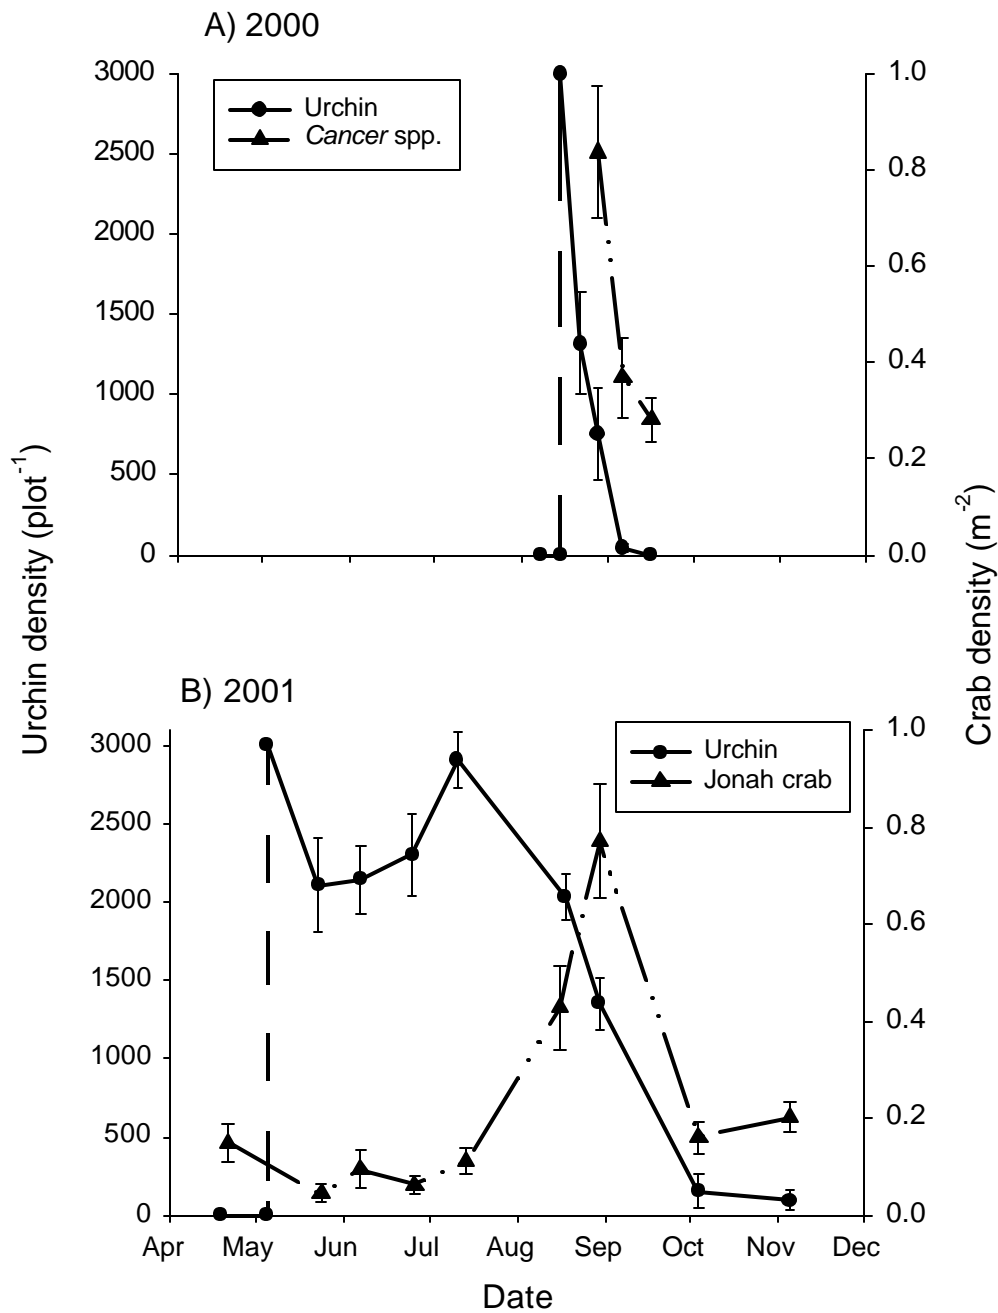 A) 2000
3000
2500
2000
1500
1000
500
0
Urchin
Cancer spp.
1.0
0.8
0.6
0.4
0.2
0.0
Urchin density (plot⁻¹)
Crab density (m⁻²)
B) 2001
3000
2500
2000
1500
1000
500
0
Urchin
Jonah crab
1.0
0.8
0.6
0.4
0.2
0.0
Apr May Jun Jul Aug Sep Oct Nov Dec
Date